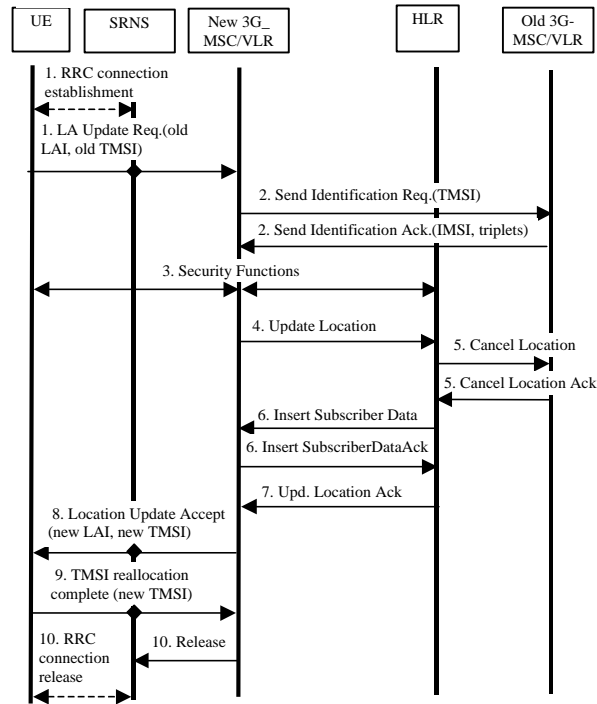 UE
SRNS
New 3G_
MSC/VLR
HLR
Old 3G-
MSC/VLR
1. RRC connection
establishment
1. LA Update Req.(old
LAI, old TMSI)
2. Send Identification Req.(TMSI)
2. Send Identification Ack.(IMSI, triplets)
3. Security Functions
4. Update Location
5. Cancel Location
5. Cancel Location Ack
6. Insert Subscriber Data
6. Insert SubscriberDataAck
7. Upd. Location Ack
8. Location Update Accept
(new LAI, new TMSI)
9. TMSI reallocation
complete (new TMSI)
10. RRC
connection
release
10. Release